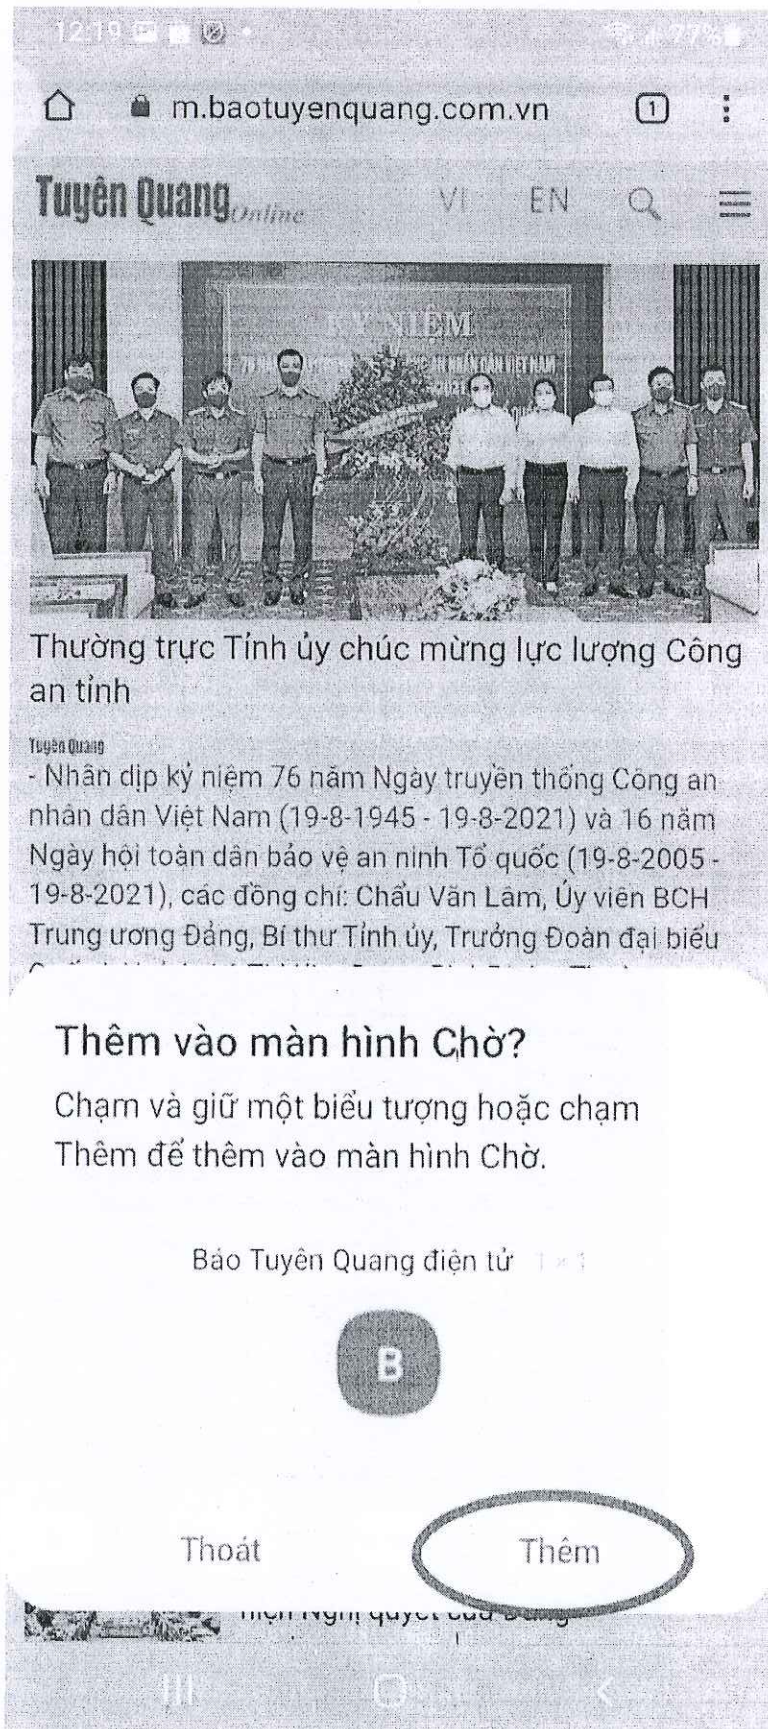 12:19 77%
m.baotuyenquang.com.vn 1
Tuyên Quang Online VI EN
KỶ NIỆM
Thường trực Tỉnh ủy chúc mừng lực lượng Công
an tỉnh
Tuyên Quang
- Nhân dịp kỷ niệm 76 năm Ngày truyền thống Công an
nhân dân Việt Nam (19-8-1945 - 19-8-2021) và 16 năm
Ngày hội toàn dân bảo vệ an ninh Tổ quốc (19-8-2005 -
19-8-2021), các đồng chí: Chẩu Văn Lâm, Ủy viên BCH
Trung ương Đảng, Bí thư Tỉnh ủy, Trưởng Đoàn đại biểu
Thêm vào màn hình Chờ?
Chạm và giữ một biểu tượng hoặc chạm
Thêm để thêm vào màn hình Chờ.
Báo Tuyên Quang điện tử 1 × 1
B
Thoát Thêm